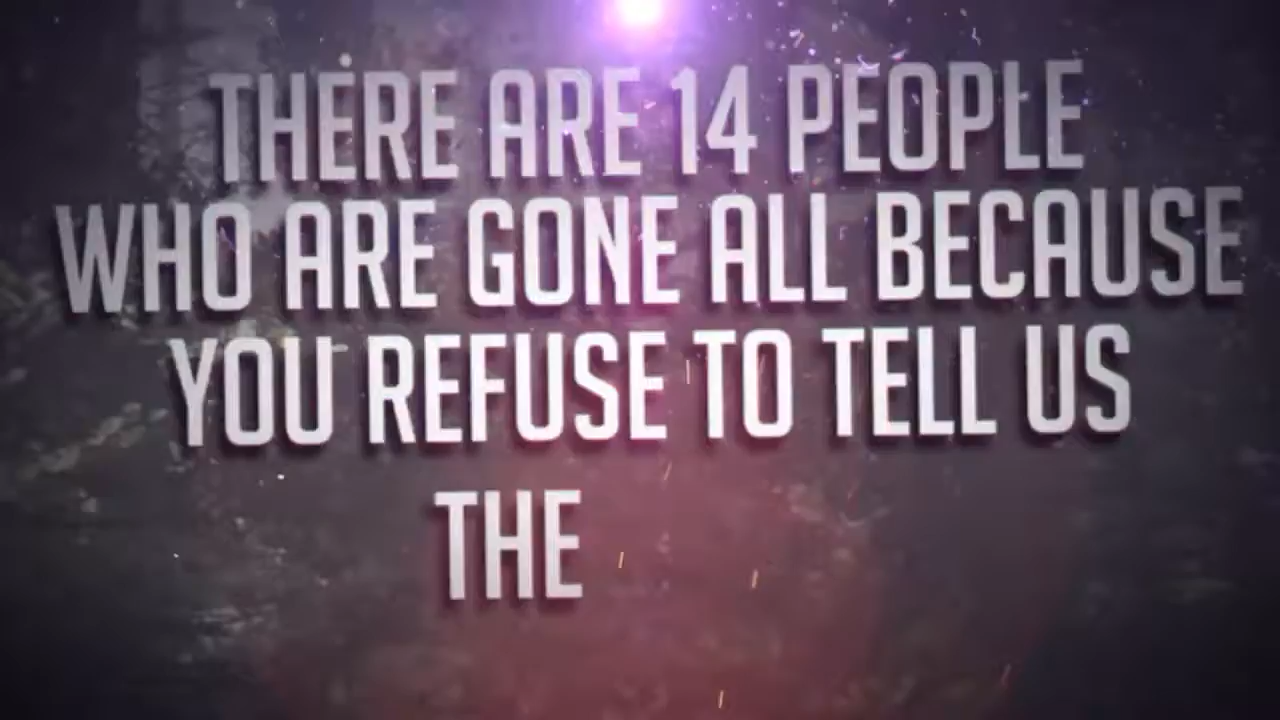 THERE ARE 14 PEOPLE
WHO ARE GONE ALL BECAUSE
YOU REFUSE TO TELL US
THE